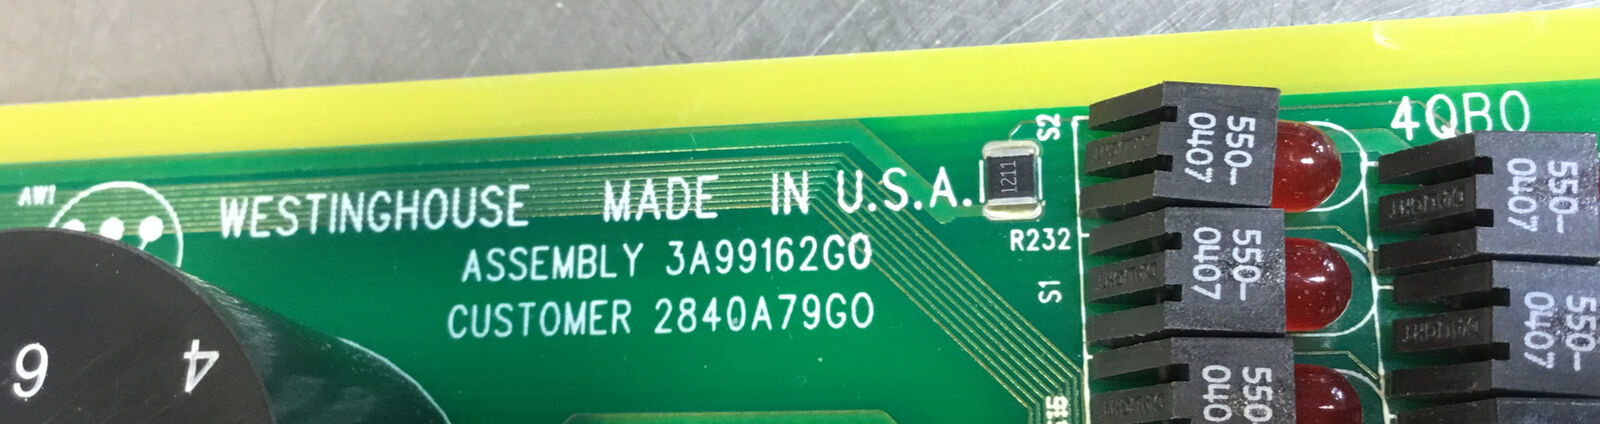 4QBO
S2
550-
0407
550-
0407
AW1
WESTINGHOUSE MADE IN U.S.A.
1211
R232
ASSEMBLY 3A99162GO
550-
0407
550-
0407
S1
CUSTOMER 2840A79GO
6
4
550-
040
S16